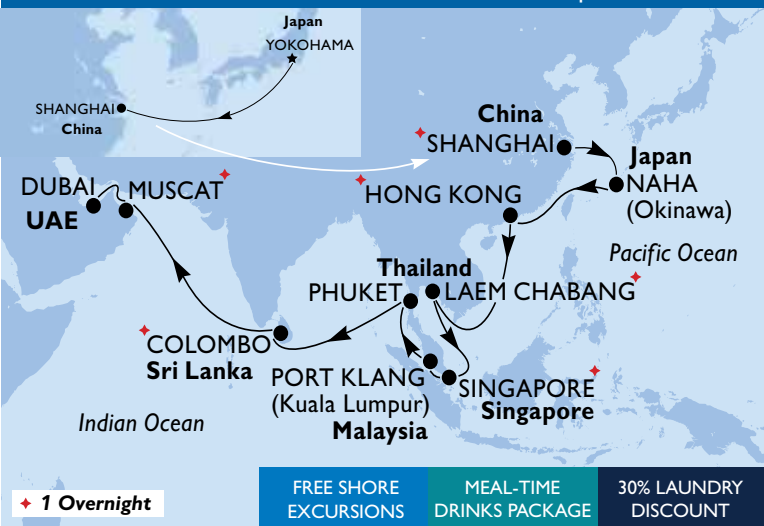 Japan
YOKOHAMA
SHANGHAI
China
China
SHANGHAI
Japan
NAHA
(Okinawa)
DUBAI
UAE
MUSCAT
HONG KONG
Pacific Ocean
Thailand
PHUKET
LAEM CHABANG
COLOMBO
Sri Lanka
PORT KLANG
(Kuala Lumpur)
Malaysia
SINGAPORE
Singapore
Indian Ocean
1 Overnight
FREE SHORE
EXCURSIONS
MEAL-TIME
DRINKS PACKAGE
30% LAUNDRY
DISCOUNT